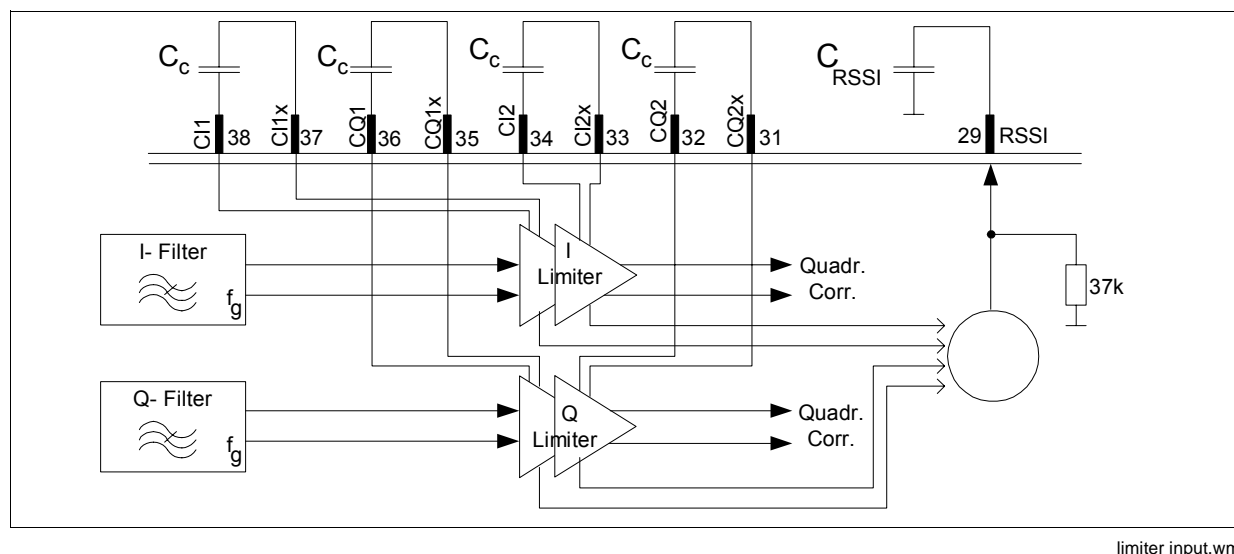 Cc
Cc
Cc
Cc
CRSSI
CI1
38
CI1x
37
CQ1
36
CQ1x
35
CI2
34
CI2x
33
CQ2
32
CQ2x
31
29
RSSI
I- Filter
fg
I
Limiter
Quadr.
Corr.
37k
Q- Filter
fg
Q
Limiter
Quadr.
Corr.
limiter input.wm